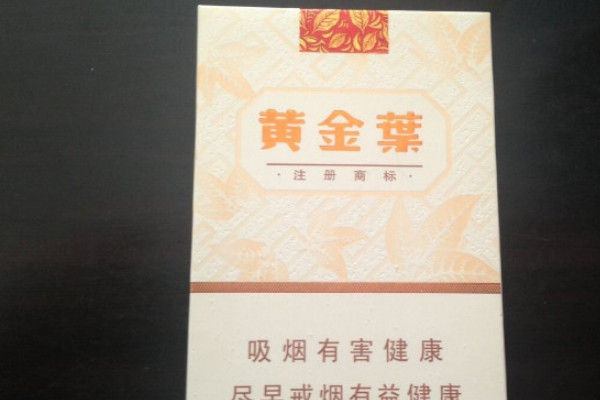 黄金葉
·注册商标·
吸烟有害健康
尽早戒烟有益健康